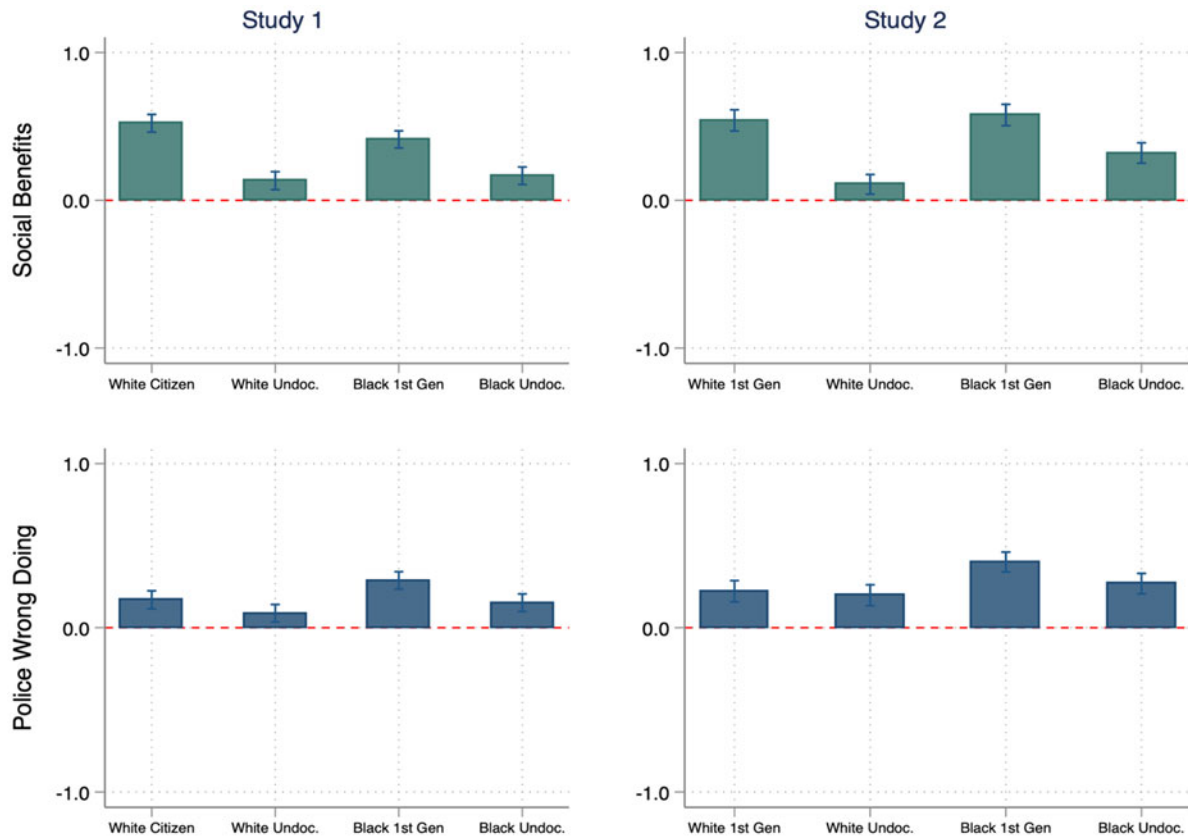 Study 1
Study 2
Social Benefits
1.0
0.0
-1.0
White Citizen White Undoc. Black 1st Gen Black Undoc.
1.0
0.0
-1.0
White 1st Gen White Undoc. Black 1st Gen Black Undoc.
Police Wrong Doing
1.0
0.0
-1.0
White Citizen White Undoc. Black 1st Gen Black Undoc.
1.0
0.0
-1.0
White 1st Gen White Undoc. Black 1st Gen Black Undoc.